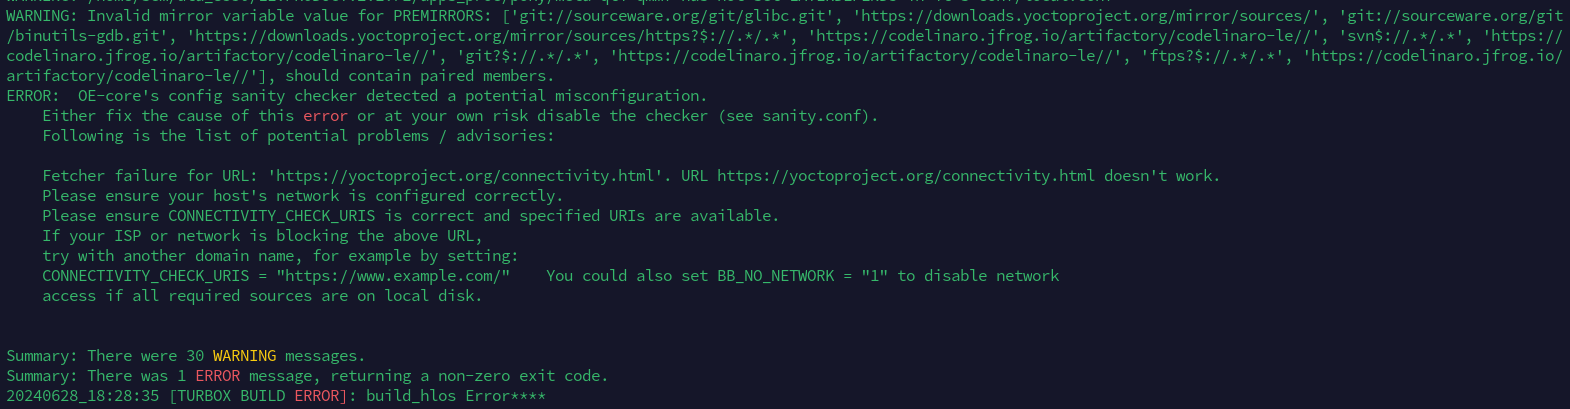 WARNING: Invalid mirror variable value for PREMIRRORS: ['git://sourceware.org/git/glibc.git', 'https://downloads.yoctoproject.org/mirror/sources/', 'git://sourceware.org/git
/binutils-gdb.git', 'https://downloads.yoctoproject.org/mirror/sources/https?$://.*/.*', 'https://codelinaro.jfrog.io/artifactory/codelinaro-le//', 'svn$://.*/.*', 'https://
codelinaro.jfrog.io/artifactory/codelinaro-le//', 'git?$://.*/.*', 'https://codelinaro.jfrog.io/artifactory/codelinaro-le//', 'ftps?$://.*/.*', 'https://codelinaro.jfrog.io/
artifactory/codelinaro-le//'], should contain paired members.
ERROR:  OE-core's config sanity checker detected a potential misconfiguration.
    Either fix the cause of this error or at your own risk disable the checker (see sanity.conf).
    Following is the list of potential problems / advisories:

    Fetcher failure for URL: 'https://yoctoproject.org/connectivity.html'. URL https://yoctoproject.org/connectivity.html doesn't work.
    Please ensure your host's network is configured correctly.
    Please ensure CONNECTIVITY_CHECK_URIS is correct and specified URIs are available.
    If your ISP or network is blocking the above URL,
    try with another domain name, for example by setting:
    CONNECTIVITY_CHECK_URIS = "https://www.example.com/"    You could also set BB_NO_NETWORK = "1" to disable network
    access if all required sources are on local disk.

Summary: There were 30 WARNING messages.
Summary: There was 1 ERROR message, returning a non-zero exit code.
20240628_18:28:35 [TURBOX BUILD ERROR]: build_hlos Error****